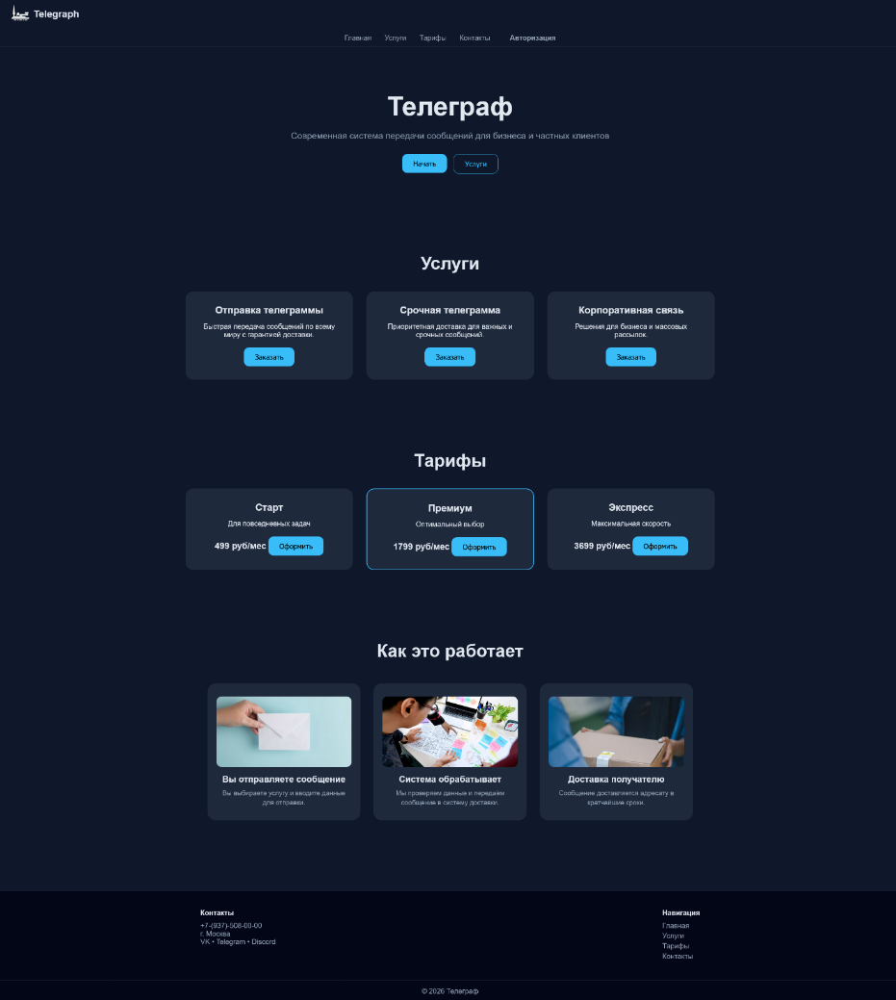 Telegraph
Главная Услуги Тарифы Контакты Авторизация
Телеграф
Современная система передачи сообщений для бизнеса и частных клиентов
Начать Услуги
Услуги
Отправка телеграммы
Быстрая передача сообщений по всему
миру с гарантией доставки.
Заказать
Срочная телеграмма
Приоритетная доставка для важных и
срочных сообщений.
Заказать
Корпоративная связь
Решения для бизнеса и массовых
рассылок.
Заказать
Тарифы
Старт
Для повседневных задач
499 руб/мес Оформить
Премиум
Оптимальный выбор
1799 руб/мес Оформить
Экспресс
Максимальная скорость
3699 руб/мес Оформить
Как это работает
Вы отправляете сообщение
Вы выбираете услугу и вводите данные
для отправки.
Система обрабатывает
Мы проверяем данные и передаём
сообщение в систему доставки.
Доставка получателю
Сообщение доставляется адресату в
кратчайшие сроки.
Контакты
+7-(937)-508-00-00
г. Москва
VK • Telegram • Discord
Навигация
Главная
Услуги
Тарифы
Контакты
© 2026 Телеграф